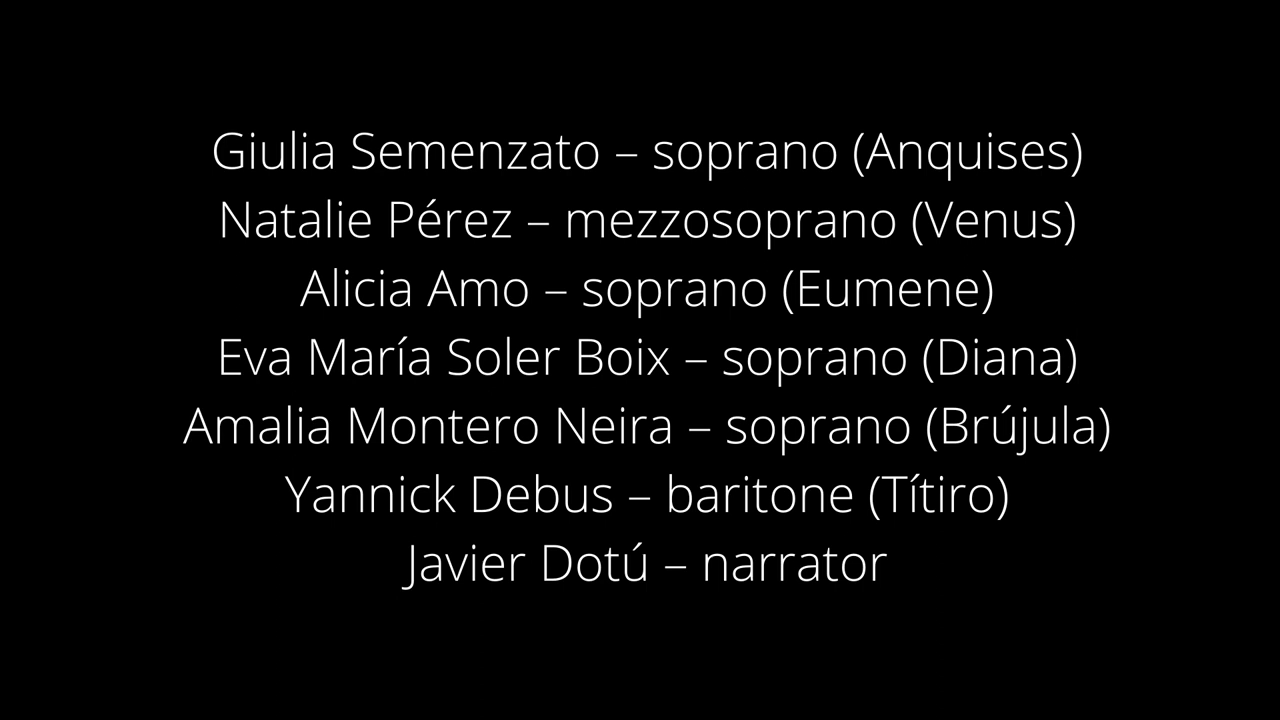 Giulia Semenzato – soprano (Anquises)
Natalie Pérez – mezzosoprano (Venus)
Alicia Amo – soprano (Eumene)
Eva María Soler Boix – soprano (Diana)
Amalia Montero Neira – soprano (Brújula)
Yannick Debus – baritone (Títiro)
Javier Dotú – narrator